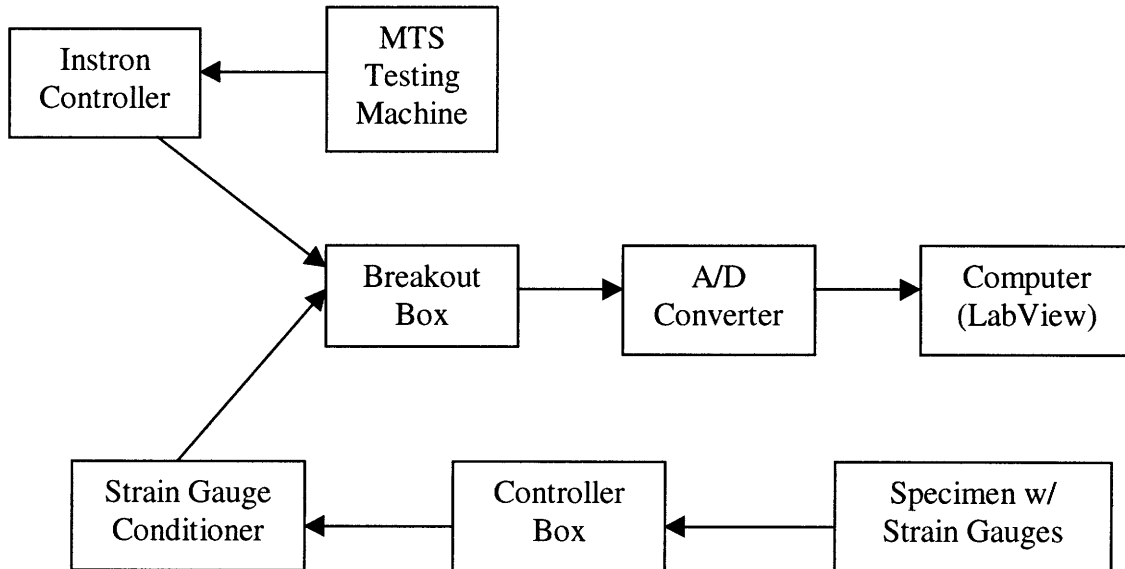 Instron
Controller
MTS
Testing
Machine
Breakout
Box
A/D
Converter
Computer
(LabView)
Strain Gauge
Conditioner
Controller
Box
Specimen w/
Strain Gauges